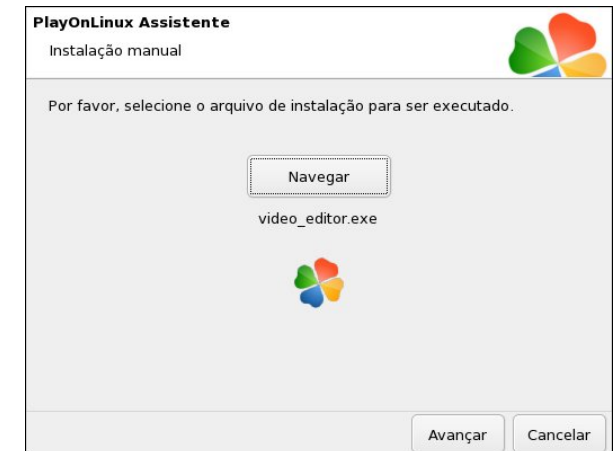 PlayOnLinux Assistente
Instalação manual
Por favor, selecione o arquivo de instalação para ser executado.
Navegar
video_editor.exe
Avançar
Cancelar